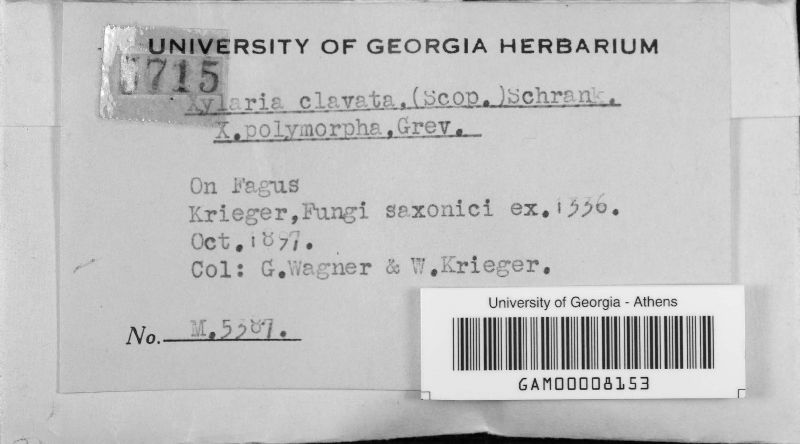 UNIVERSITY OF GEORGIA HERBARIUM
5715
Xylaria clavata.(Scop.)Schrank.
X.polymorpha,Grev.
On Fagus
Krieger,Fungi saxonici ex.1336.
Oct.1897.
Col: G.Wagner & W.Krieger.
No. M.5387.
University of Georgia - Athens
GAM00008153